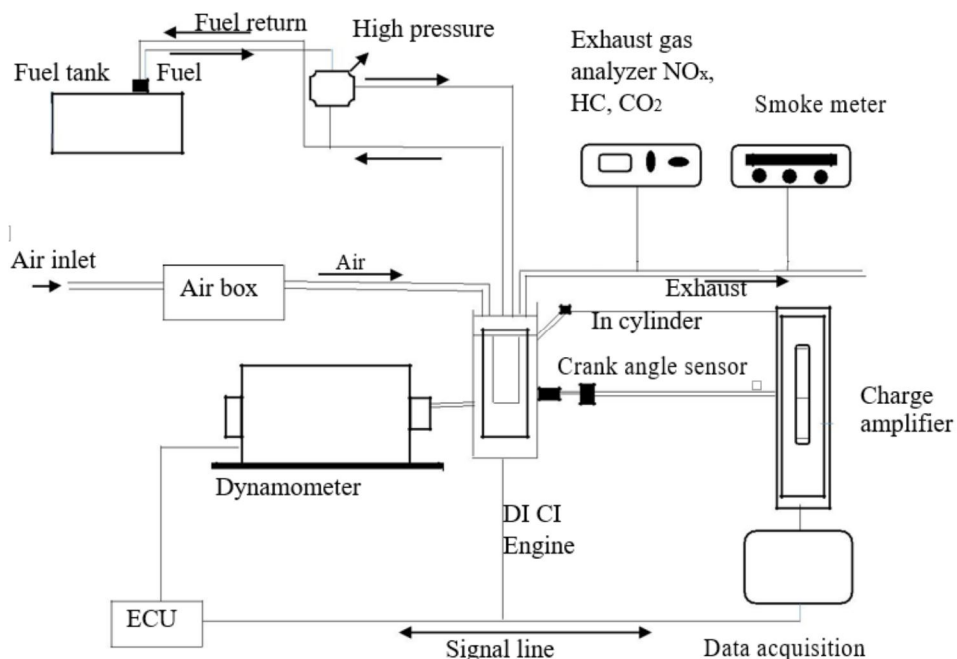 Fuel return
High pressure
Fuel tank
Fuel
Exhaust gas
analyzer NOx,
HC, CO2
Smoke meter
Air inlet
Air box
Air
Exhaust
In cylinder
Crank angle sensor
Charge
amplifier
Dynamometer
DI CI
Engine
ECU
Signal line
Data acquisition